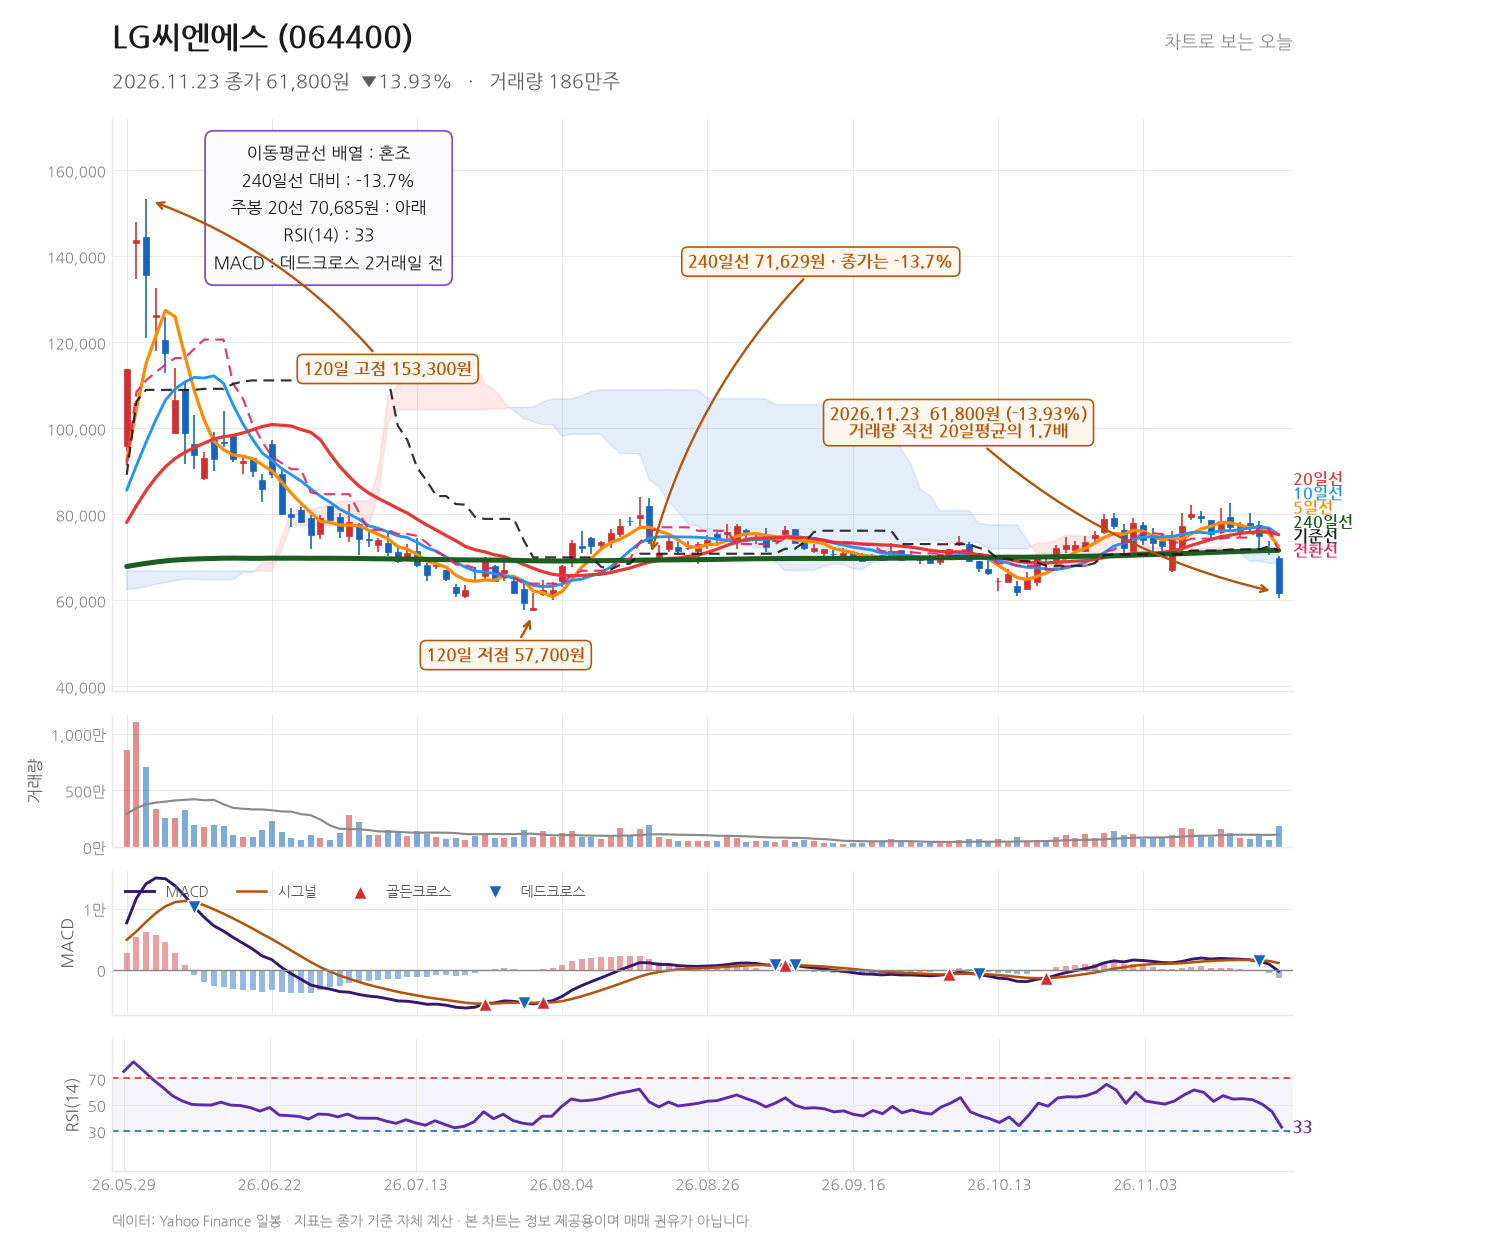 LG씨엔에스 (064400)
차트로 보는 오늘
2026.11.23 종가 61,800원 ▼13.93% · 거래량 186만주
이동평균선 배열 : 혼조
240일선 대비 : -13.7%
주봉 20선 70,685원 : 아래
RSI(14) : 33
MACD : 데드크로스 2거래일 전
240일선 71,629원 · 종가는 -13.7%
120일 고점 153,300원
2026.11.23 61,800원 (-13.93%)
거래량 직전 20일평균의 1.7배
120일 저점 57,700원
160,000
140,000
120,000
100,000
80,000
60,000
40,000
20일선
10일선
5일선
240일선
기준선
전환선
거래량
1,000만
500만
0만
MACD
1만
0
MACD
시그널
골든크로스
데드크로스
RSI(14)
70
50
30
33
26.05.29
26.06.22
26.07.13
26.08.04
26.08.26
26.09.16
26.10.13
26.11.03
데이터: Yahoo Finance 일봉 · 지표는 종가 기준 자체 계산 · 본 차트는 정보 제공용이며 매매 권유가 아닙니다.